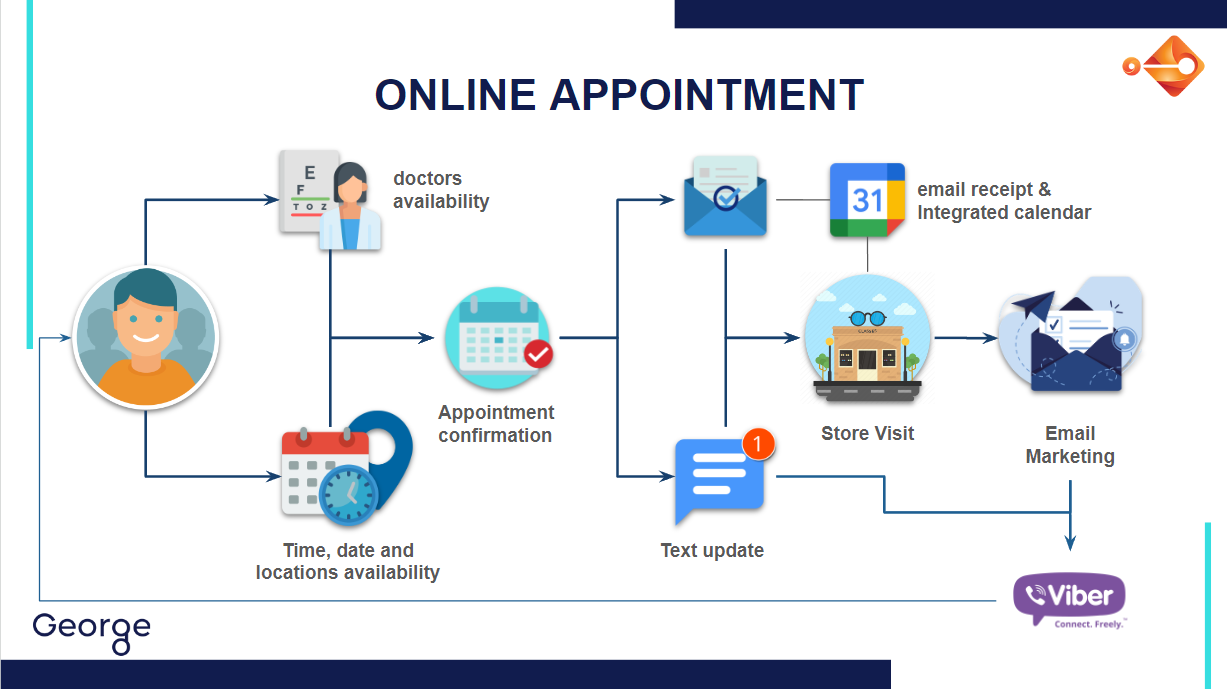 ONLINE APPOINTMENT
E
F
T O Z
doctors
availability
31
email receipt &
Integrated calendar
Appointment
confirmation
Store Visit
Email
Marketing
1
Time, date and
locations availability
Text update
Viber
Connect. Freely.™
George